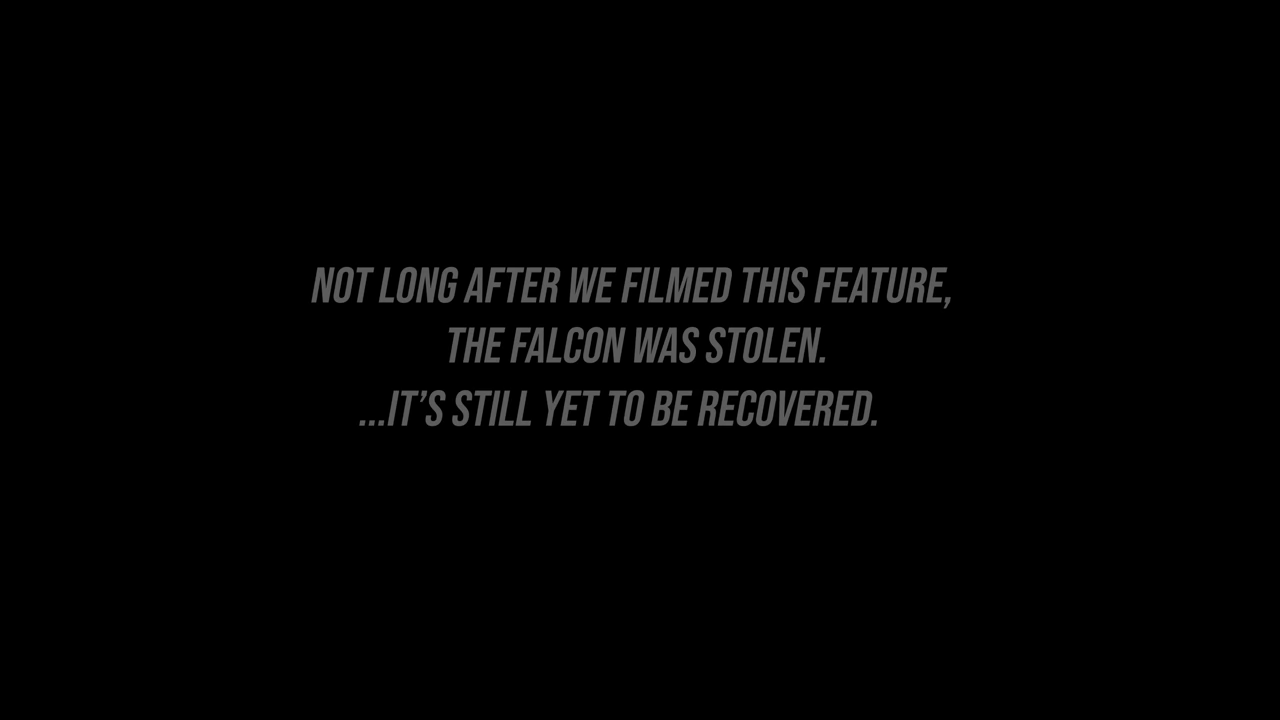 NOT LONG AFTER WE FILMED THIS FEATURE,
THE FALCON WAS STOLEN.
...IT’S STILL YET TO BE RECOVERED.